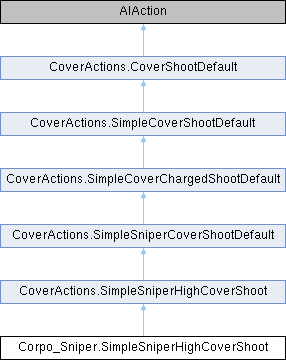 AIAction
CoverActions.CoverShootDefault
CoverActions.SimpleCoverShootDefault
CoverActions.SimpleCoverChargedShootDefault
CoverActions.SimpleSniperCoverShootDefault
CoverActions.SimpleSniperHighCoverShoot
Corpo_Sniper.SimpleSniperHighCoverShoot